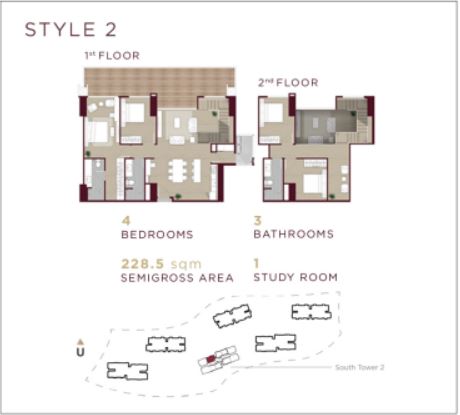 STYLE 2
1st FLOOR
2nd FLOOR
4
BEDROOMS
3
BATHROOMS
228.5 sqm
SEMIGROSS AREA
1
STUDY ROOM
U
South Tower 2